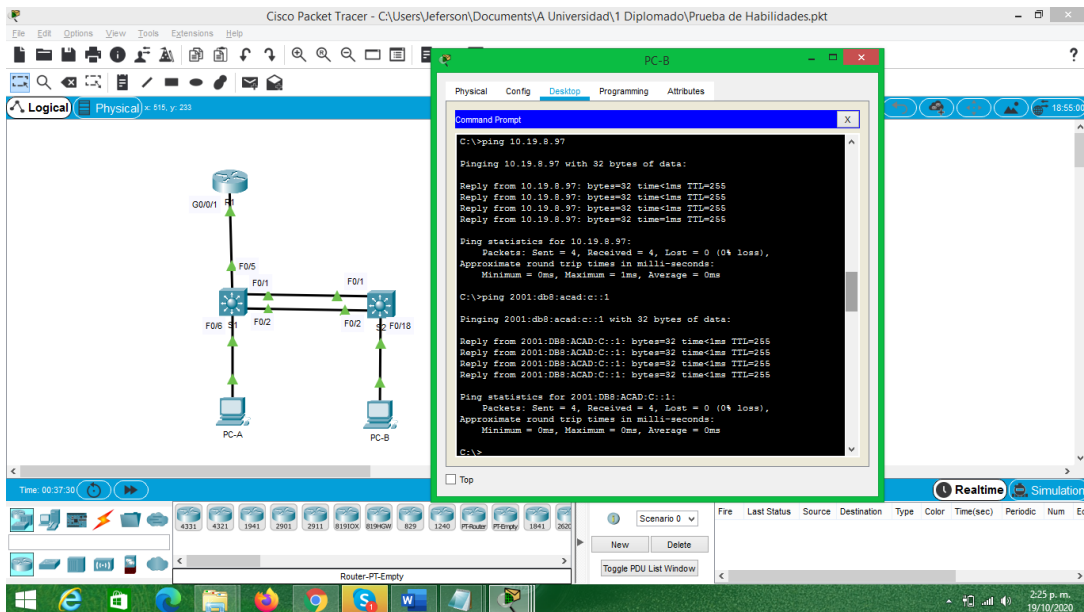 Cisco Packet Tracer - C:\Users\Jeferson\Documents\A Universidad\1 Diplomado\Prueba de Habilidades.pkt
File Edit Options View Tools Extensions Help
?
Logical Physical x: 515, y: 233
18:55:00
PC-B
Physical Config Desktop Programming Attributes
Command Prompt X
C:\>ping 10.19.8.97
Pinging 10.19.8.97 with 32 bytes of data:
Reply from 10.19.8.97: bytes=32 time<1ms TTL=255
Reply from 10.19.8.97: bytes=32 time<1ms TTL=255
Reply from 10.19.8.97: bytes=32 time<1ms TTL=255
Reply from 10.19.8.97: bytes=32 time=1ms TTL=255
Ping statistics for 10.19.8.97:
Packets: Sent = 4, Received = 4, Lost = 0 (0% loss),
Approximate round trip times in milli-seconds:
Minimum = 0ms, Maximum = 1ms, Average = 0ms
C:\>ping 2001:db8:acad:c::1
Pinging 2001:db8:acad:c::1 with 32 bytes of data:
Reply from 2001:DB8:ACAD:C::1: bytes=32 time<1ms TTL=255
Reply from 2001:DB8:ACAD:C::1: bytes=32 time<1ms TTL=255
Reply from 2001:DB8:ACAD:C::1: bytes=32 time<1ms TTL=255
Reply from 2001:DB8:ACAD:C::1: bytes=32 time<1ms TTL=255
Ping statistics for 2001:DB8:ACAD:C::1:
Packets: Sent = 4, Received = 4, Lost = 0 (0% loss),
Approximate round trip times in milli-seconds:
Minimum = 0ms, Maximum = 0ms, Average = 0ms
C:\>
Top
G0/0/1 R1
F0/5
F0/1 F0/1
F0/6 S1 F0/2 F0/2 S2 F0/18
PC-A PC-B
Time: 00:37:30
Realtime Simulation
4331 4321 1941 2901 2911 819IOX 819HGW 829 1240 PT-Router PT-Empty 1841
Router-PT-Empty
Scenario 0
New Delete
Toggle PDU List Window
Fire Last Status Source Destination Type Color Time(sec) Periodic Num
2:25 p. m.
19/10/2020